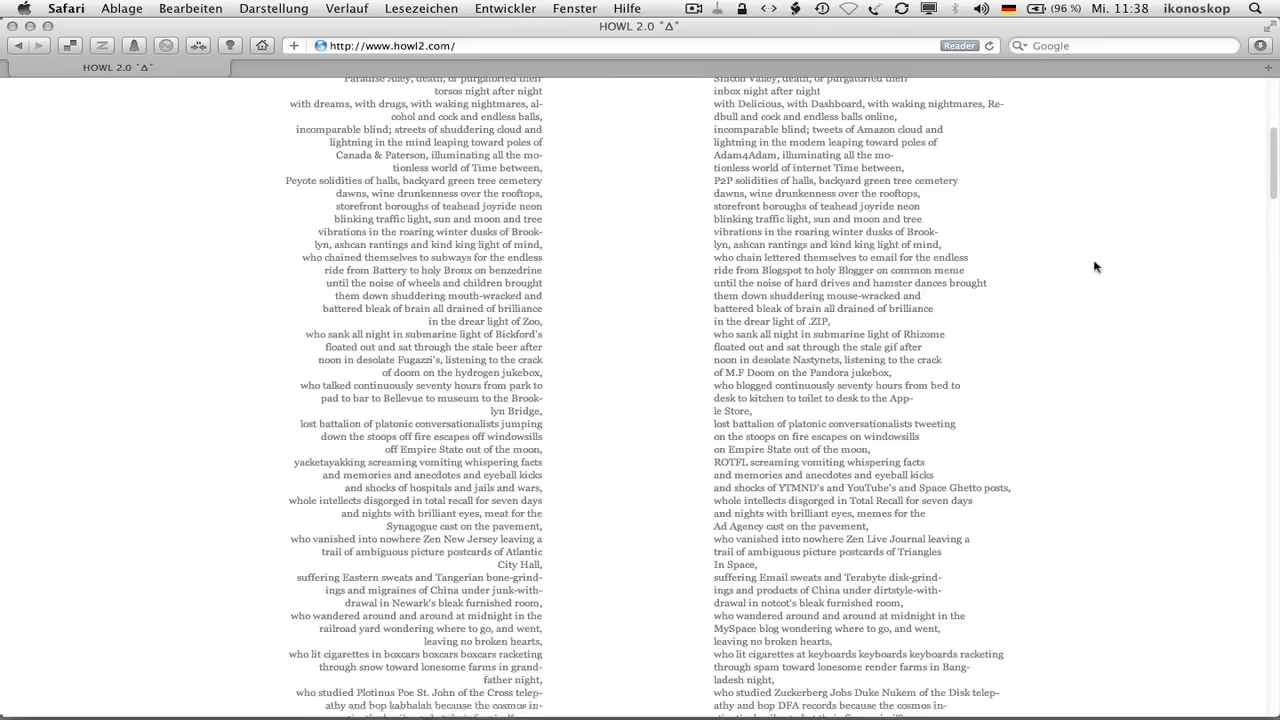 Safari Ablage Bearbeiten Darstellung Verlauf Lesezeichen Entwickler Fenster Hilfe (96 %) Mi. 11:38 ikonoskop
HOWL 2.0 ˚∆˚
http://www.howl2.com/ Reader Google
HOWL 2.0 ˚∆˚
Paradise Alley, death, or purgatoried their
torsos night after night
with dreams, with drugs, with waking nightmares, al-
cohol and cock and endless balls,
incomparable blind; streets of shuddering cloud and
lightning in the mind leaping toward poles of
Canada & Paterson, illuminating all the mo-
tionless world of Time between,
Peyote solidities of halls, backyard green tree cemetery
dawns, wine drunkenness over the rooftops,
storefront boroughs of teahead joyride neon
blinking traffic light, sun and moon and tree
vibrations in the roaring winter dusks of Brook-
lyn, ashcan rantings and kind king light of mind,
who chained themselves to subways for the endless
ride from Battery to holy Bronx on benzedrine
until the noise of wheels and children brought
them down shuddering mouth-wracked and
battered bleak of brain all drained of brilliance
in the drear light of Zoo,
who sank all night in submarine light of Bickford's
floated out and sat through the stale beer after
noon in desolate Fugazzi's, listening to the crack
of doom on the hydrogen jukebox,
who talked continuously seventy hours from park to
pad to bar to Bellevue to museum to the Brook-
lyn Bridge,
lost battalion of platonic conversationalists jumping
down the stoops off fire escapes off windowsills
off Empire State out of the moon,
yacketayakking screaming vomiting whispering facts
and memories and anecdotes and eyeball kicks
and shocks of hospitals and jails and wars,
whole intellects disgorged in total recall for seven days
and nights with brilliant eyes, meat for the
Synagogue cast on the pavement,
who vanished into nowhere Zen New Jersey leaving a
trail of ambiguous picture postcards of Atlantic
City Hall,
suffering Eastern sweats and Tangerian bone-grind-
ings and migraines of China under junk-with-
drawal in Newark's bleak furnished room,
who wandered around and around at midnight in the
railroad yard wondering where to go, and went,
leaving no broken hearts,
who lit cigarettes in boxcars boxcars boxcars racketing
through snow toward lonesome farms in grand-
father night,
who studied Plotinus Poe St. John of the Cross telep-
athy and bop kabbalah because the cosmos in-
Silicon Valley, death, or purgatoried their
inbox night after night
with Delicious, with Dashboard, with waking nightmares, Re-
dbull and cock and endless balls online,
incomparable blind; tweets of Amazon cloud and
lightning in the modem leaping toward poles of
Adam4Adam, illuminating all the mo-
tionless world of internet Time between,
P2P solidities of halls, backyard green tree cemetery
dawns, wine drunkenness over the rooftops,
storefront boroughs of teahead joyride neon
blinking traffic light, sun and moon and tree
vibrations in the roaring winter dusks of Brook-
lyn, ashcan rantings and kind king light of mind,
who chain lettered themselves to email for the endless
ride from Blogspot to holy Blogger on common meme
until the noise of hard drives and hamster dances brought
them down shuddering mouse-wracked and
battered bleak of brain all drained of brilliance
in the drear light of .ZIP,
who sank all night in submarine light of Rhizome
floated out and sat through the stale gif after
noon in desolate Nastynets, listening to the crack
of M.F Doom on the Pandora jukebox,
who blogged continuously seventy hours from bed to
desk to kitchen to toilet to desk to the App-
le Store,
lost battalion of platonic conversationalists tweeting
on the stoops on fire escapes on windowsills
on Empire State out of the moon,
ROTFL screaming vomiting whispering facts
and memories and anecdotes and eyeball kicks
and shocks of YTMND's and YouTube's and Space Ghetto posts,
whole intellects disgorged in Total Recall for seven days
and nights with brilliant eyes, memes for the
Ad Agency cast on the pavement,
who vanished into nowhere Zen Live Journal leaving a
trail of ambiguous picture postcards of Triangles
In Space,
suffering Email sweats and Terabyte disk-grind-
ings and products of China under dirtstyle-with-
drawal in notcot's bleak furnished room,
who wandered around and around at midnight in the
MySpace blog wondering where to go, and went,
leaving no broken hearts,
who lit cigarettes at keyboards keyboards keyboards racketing
through spam toward lonesome render farms in Bang-
ladesh night,
who studied Zuckerberg Jobs Duke Nukem of the Disk telep-
athy and bop DFA records because the cosmos in-